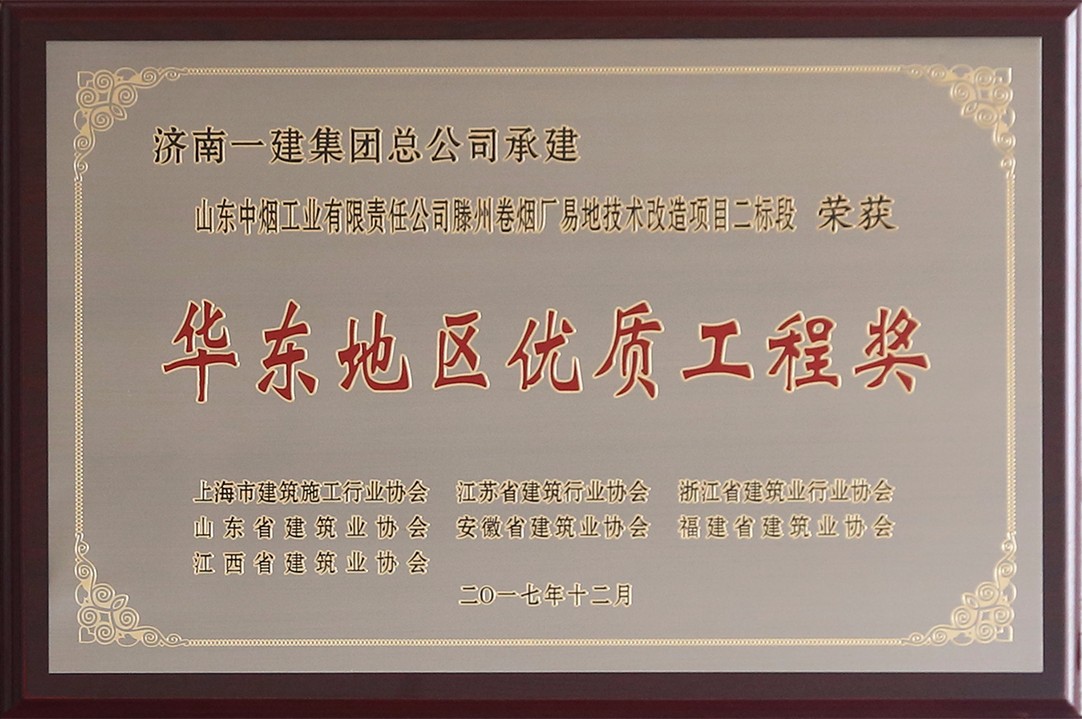 济南一建集团总公司承建
山东中烟工业有限责任公司滕州卷烟厂易地技术改造项目二标段 荣获
华东地区优质工程奖
上海市建筑施工行业协会 江苏省建筑行业协会 浙江省建筑业行业协会
山东省建筑业协会 安徽省建筑业协会 福建省建筑业协会
江西省建筑业协会
二〇一七年十二月